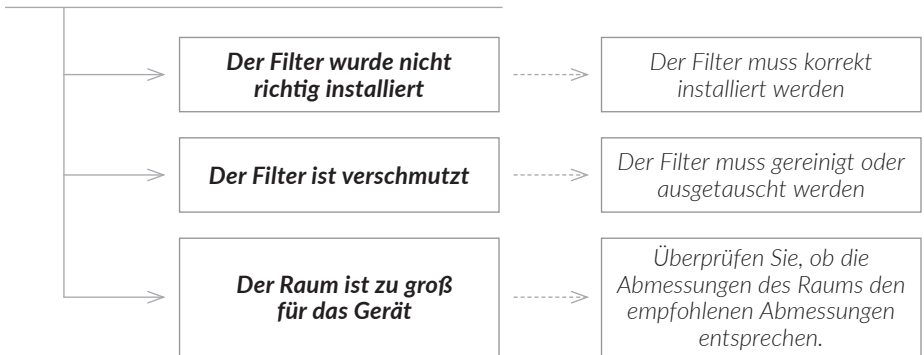 Der Filter wurde nicht
richtig installiert
Der Filter muss korrekt
installiert werden
Der Filter ist verschmutzt
Der Filter muss gereinigt oder
ausgetauscht werden
Der Raum ist zu groß
für das Gerät
Überprüfen Sie, ob die
Abmessungen des Raums den
empfohlenen Abmessungen
entsprechen.